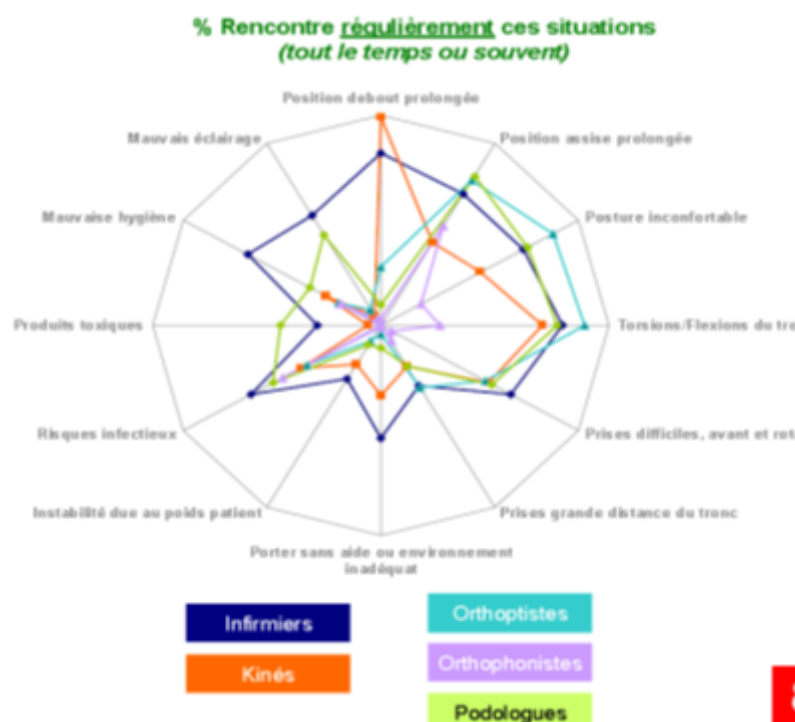 % Rencontre régulièrement ces situations
(tout le temps ou souvent)
Position debout prolongée
Mauvais éclairage
Position assise prolongée
Mauvaise hygiène
Posture inconfortable
Produits toxiques
Torsions/Flexions du
Risques infectieux
Prises difficiles, avant et
Instabilité due au poids patient
Prises grande distance du tronc
Porter sans aide ou environnement
inadéquat
Infirmiers
Orthoptistes
Kinés
Orthophonistes
Podologues